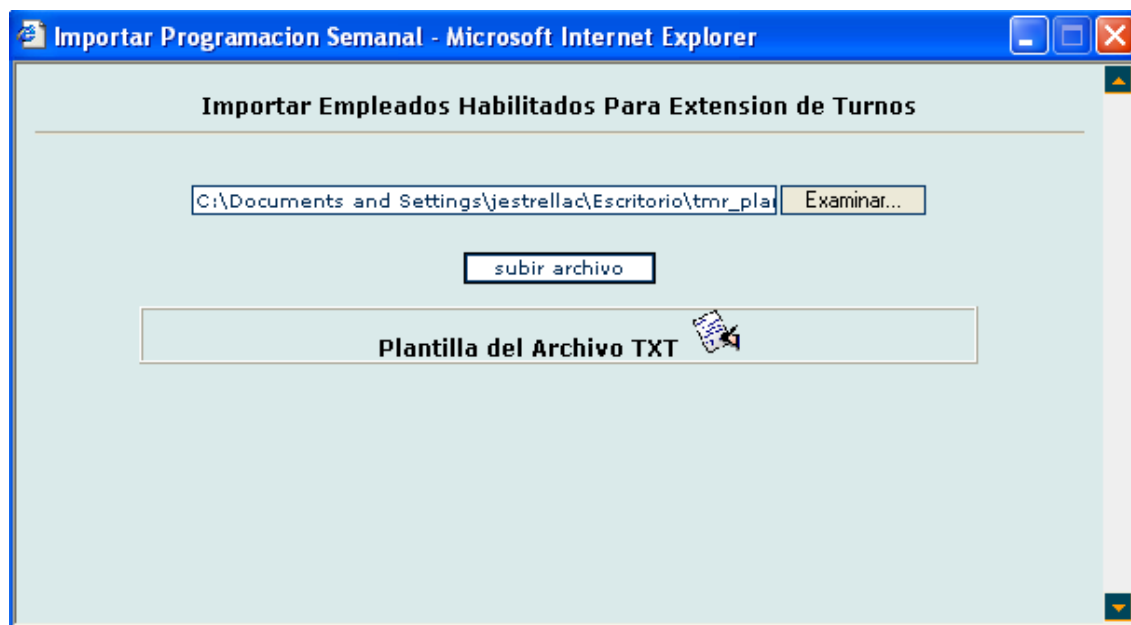 Importar Programacion Semanal - Microsoft Internet Explorer
Importar Empleados Habilitados Para Extension de Turnos
C:\Documents and Settings\jestrellac\Escritorio\tmr_plan Examinar...
subir archivo
Plantilla del Archivo TXT